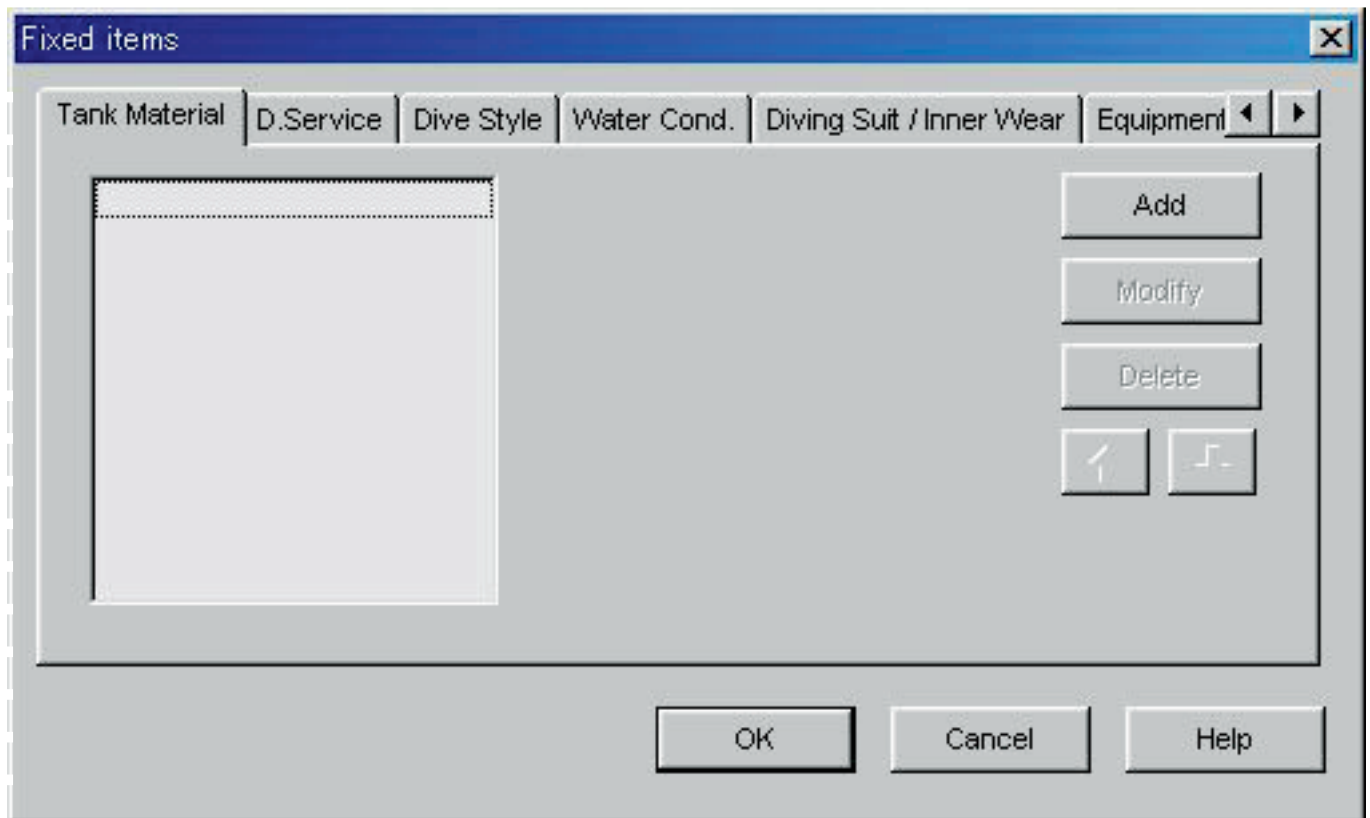 Fixed items
Tank Material D.Service Dive Style Water Cond. Diving Suit / Inner Wear Equipment
Add
Modify
Delete
OK Cancel Help